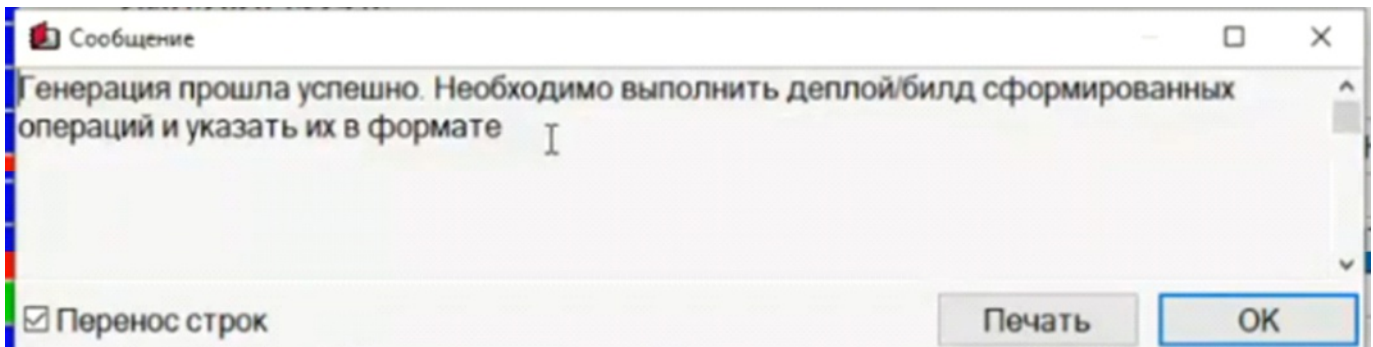 Сообщение
Генерация прошла успешно. Необходимо выполнить деплой/билд сформированных
операций и указать их в формате
Перенос строк
Печать
OK